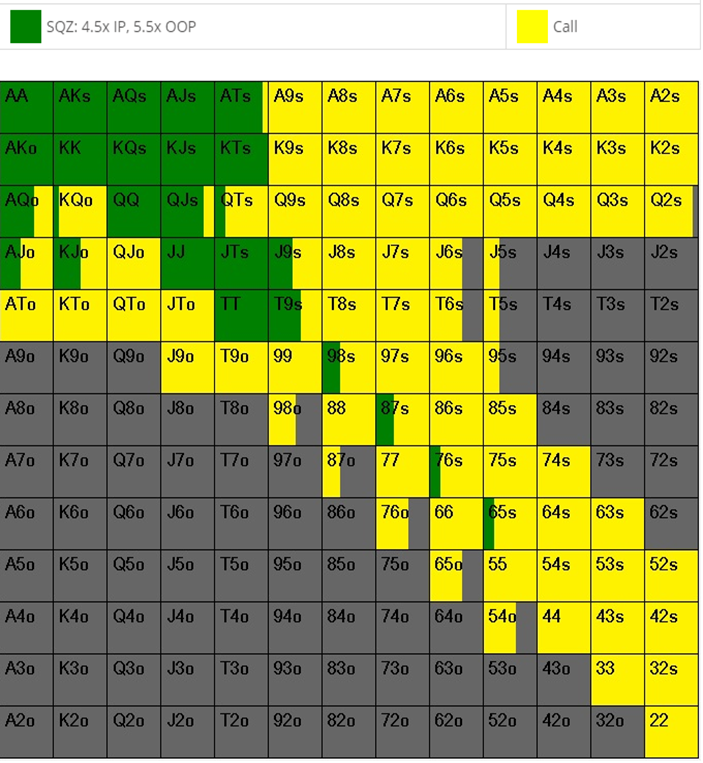 SQZ: 4.5x IP, 5.5x OOP Call
AA AKs AQs AJs ATs A9s A8s A7s A6s A5s A4s A3s A2s
AKo KK KQs KJs KTs K9s K8s K7s K6s K5s K4s K3s K2s
AQo KQo QQ QJs QTs Q9s Q8s Q7s Q6s Q5s Q4s Q3s Q2s
AJo KJo QJo JJ JTs J9s J8s J7s J6s J5s J4s J3s J2s
ATo KTo QTo JTo TT T9s T8s T7s T6s T5s T4s T3s T2s
A9o K9o Q9o J9o T9o 99 98s 97s 96s 95s 94s 93s 92s
A8o K8o Q8o J8o T8o 98o 88 87s 86s 85s 84s 83s 82s
A7o K7o Q7o J7o T7o 97o 87o 77 76s 75s 74s 73s 72s
A6o K6o Q6o J6o T6o 96o 86o 76o 66 65s 64s 63s 62s
A5o K5o Q5o J5o T5o 95o 85o 75o 65o 55 54s 53s 52s
A4o K4o Q4o J4o T4o 94o 84o 74o 64o 54o 44 43s 42s
A3o K3o Q3o J3o T3o 93o 83o 73o 63o 53o 43o 33 32s
A2o K2o Q2o J2o T2o 92o 82o 72o 62o 52o 42o 32o 22